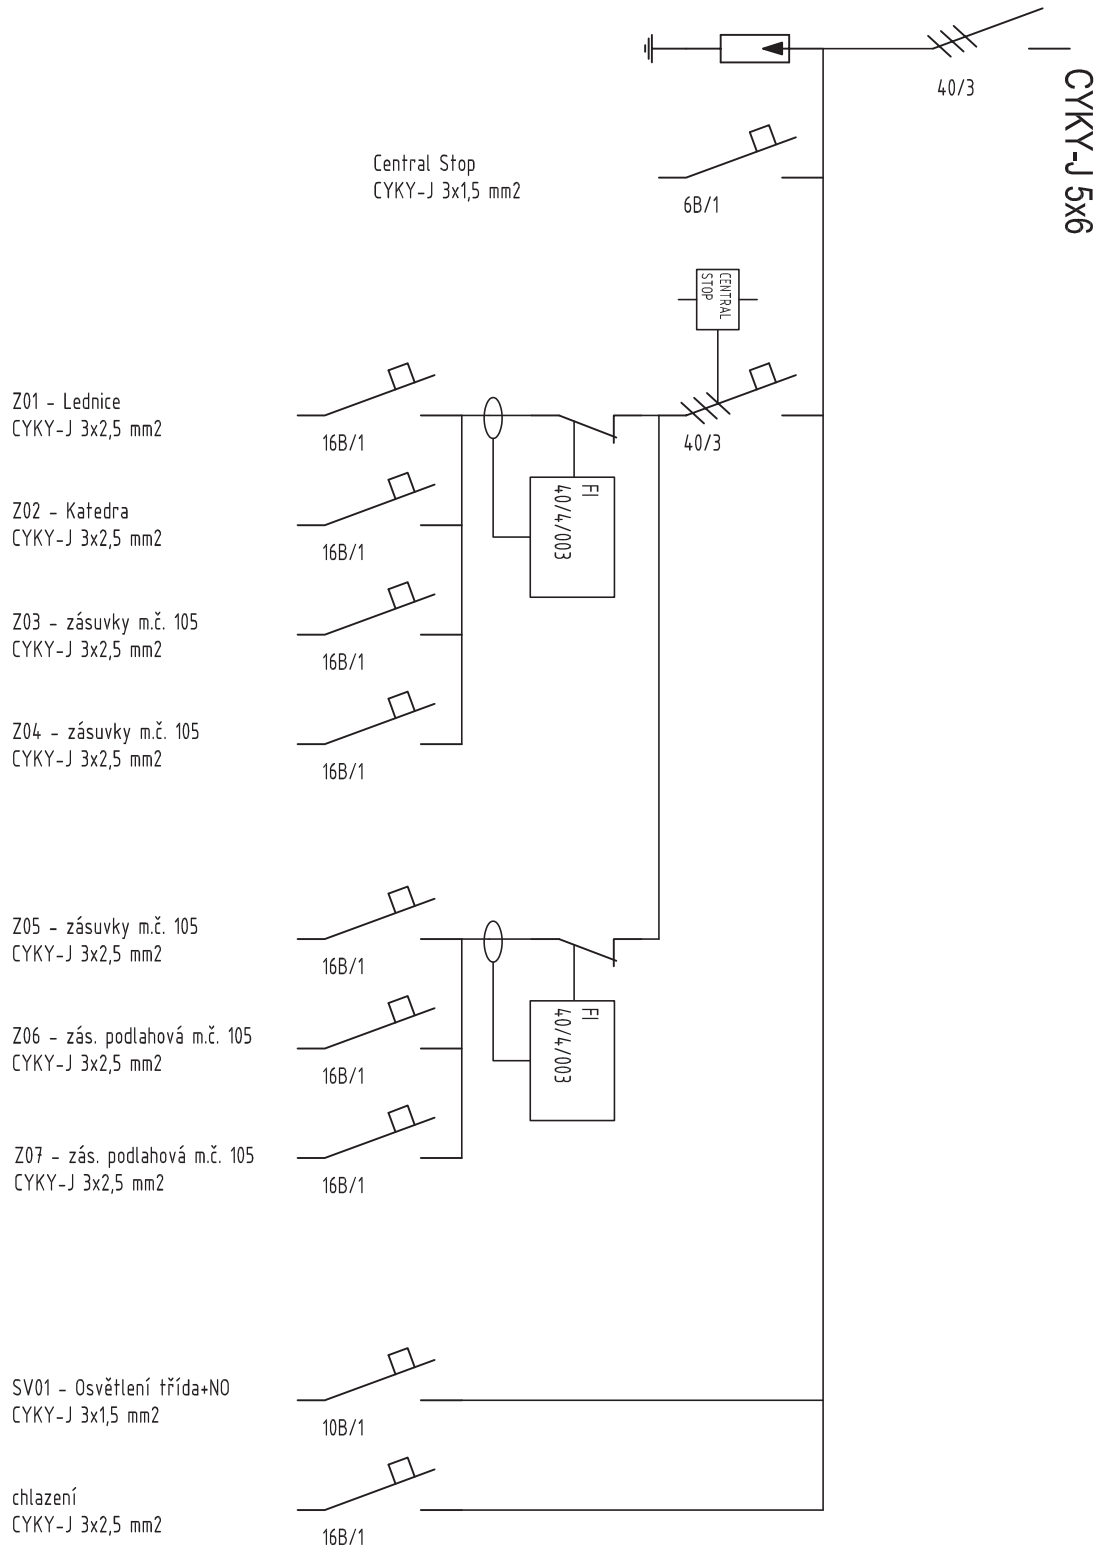 40/3
CYKY-J 5x6
Central Stop
CYKY-J 3x1,5 mm2
6B/1
CENTRAL
STOP
Z01 - Lednice
CYKY-J 3x2,5 mm2
16B/1
40/3
FI
40/4/003
Z02 - Katedra
CYKY-J 3x2,5 mm2
16B/1
Z03 - zásuvky m.č. 105
CYKY-J 3x2,5 mm2
16B/1
Z04 - zásuvky m.č. 105
CYKY-J 3x2,5 mm2
16B/1
Z05 - zásuvky m.č. 105
CYKY-J 3x2,5 mm2
16B/1
FI
40/4/003
Z06 - zás. podlahová m.č. 105
CYKY-J 3x2,5 mm2
16B/1
Z07 - zás. podlahová m.č. 105
CYKY-J 3x2,5 mm2
16B/1
SV01 - Osvětlení třída+NO
CYKY-J 3x1,5 mm2
10B/1
chlazení
CYKY-J 3x2,5 mm2
16B/1